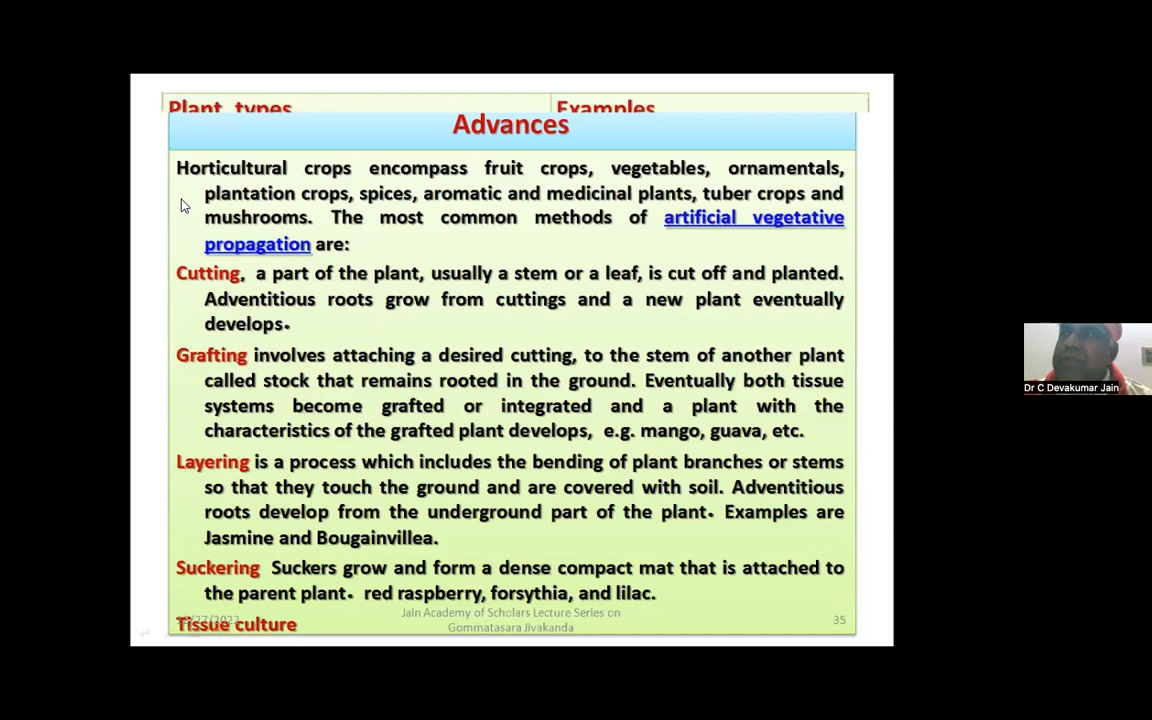 Plant types Examples
Advances
Horticultural crops encompass fruit crops, vegetables, ornamentals,
plantation crops, spices, aromatic and medicinal plants, tuber crops and
mushrooms. The most common methods of artificial vegetative
propagation are:
Cutting, a part of the plant, usually a stem or a leaf, is cut off and planted.
Adventitious roots grow from cuttings and a new plant eventually
develops.
Grafting involves attaching a desired cutting, to the stem of another plant
called stock that remains rooted in the ground. Eventually both tissue
systems become grafted or integrated and a plant with the
characteristics of the grafted plant develops, e.g. mango, guava, etc.
Layering is a process which includes the bending of plant branches or stems
so that they touch the ground and are covered with soil. Adventitious
roots develop from the underground part of the plant. Examples are
Jasmine and Bougainvillea.
Suckering Suckers grow and form a dense compact mat that is attached to
the parent plant. red raspberry, forsythia, and lilac.
Tissue culture
Jain Academy of Scholars Lecture Series on
Gommatasara Jivakanda
35
Dr C Devakumar Jain